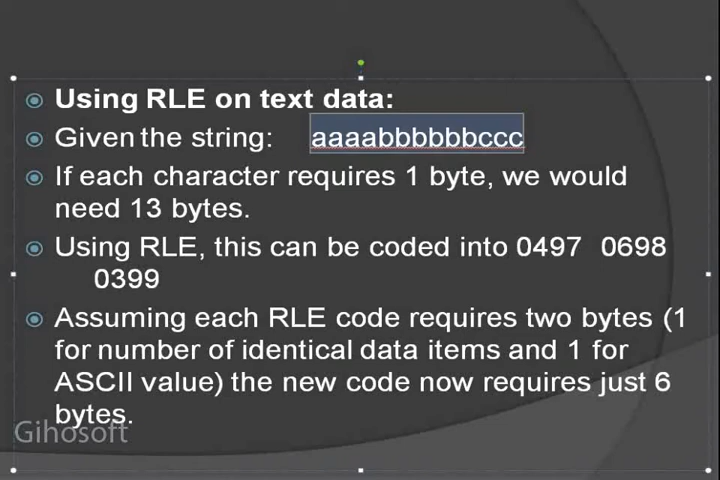 Using RLE on text data:
Given the string: aaaabbbbbbccc
If each character requires 1 byte, we would
need 13 bytes.
Using RLE, this can be coded into 0497 0698
0399
Assuming each RLE code requires two bytes (1
for number of identical data items and 1 for
ASCII value) the new code now requires just 6
bytes.
Gihosoft